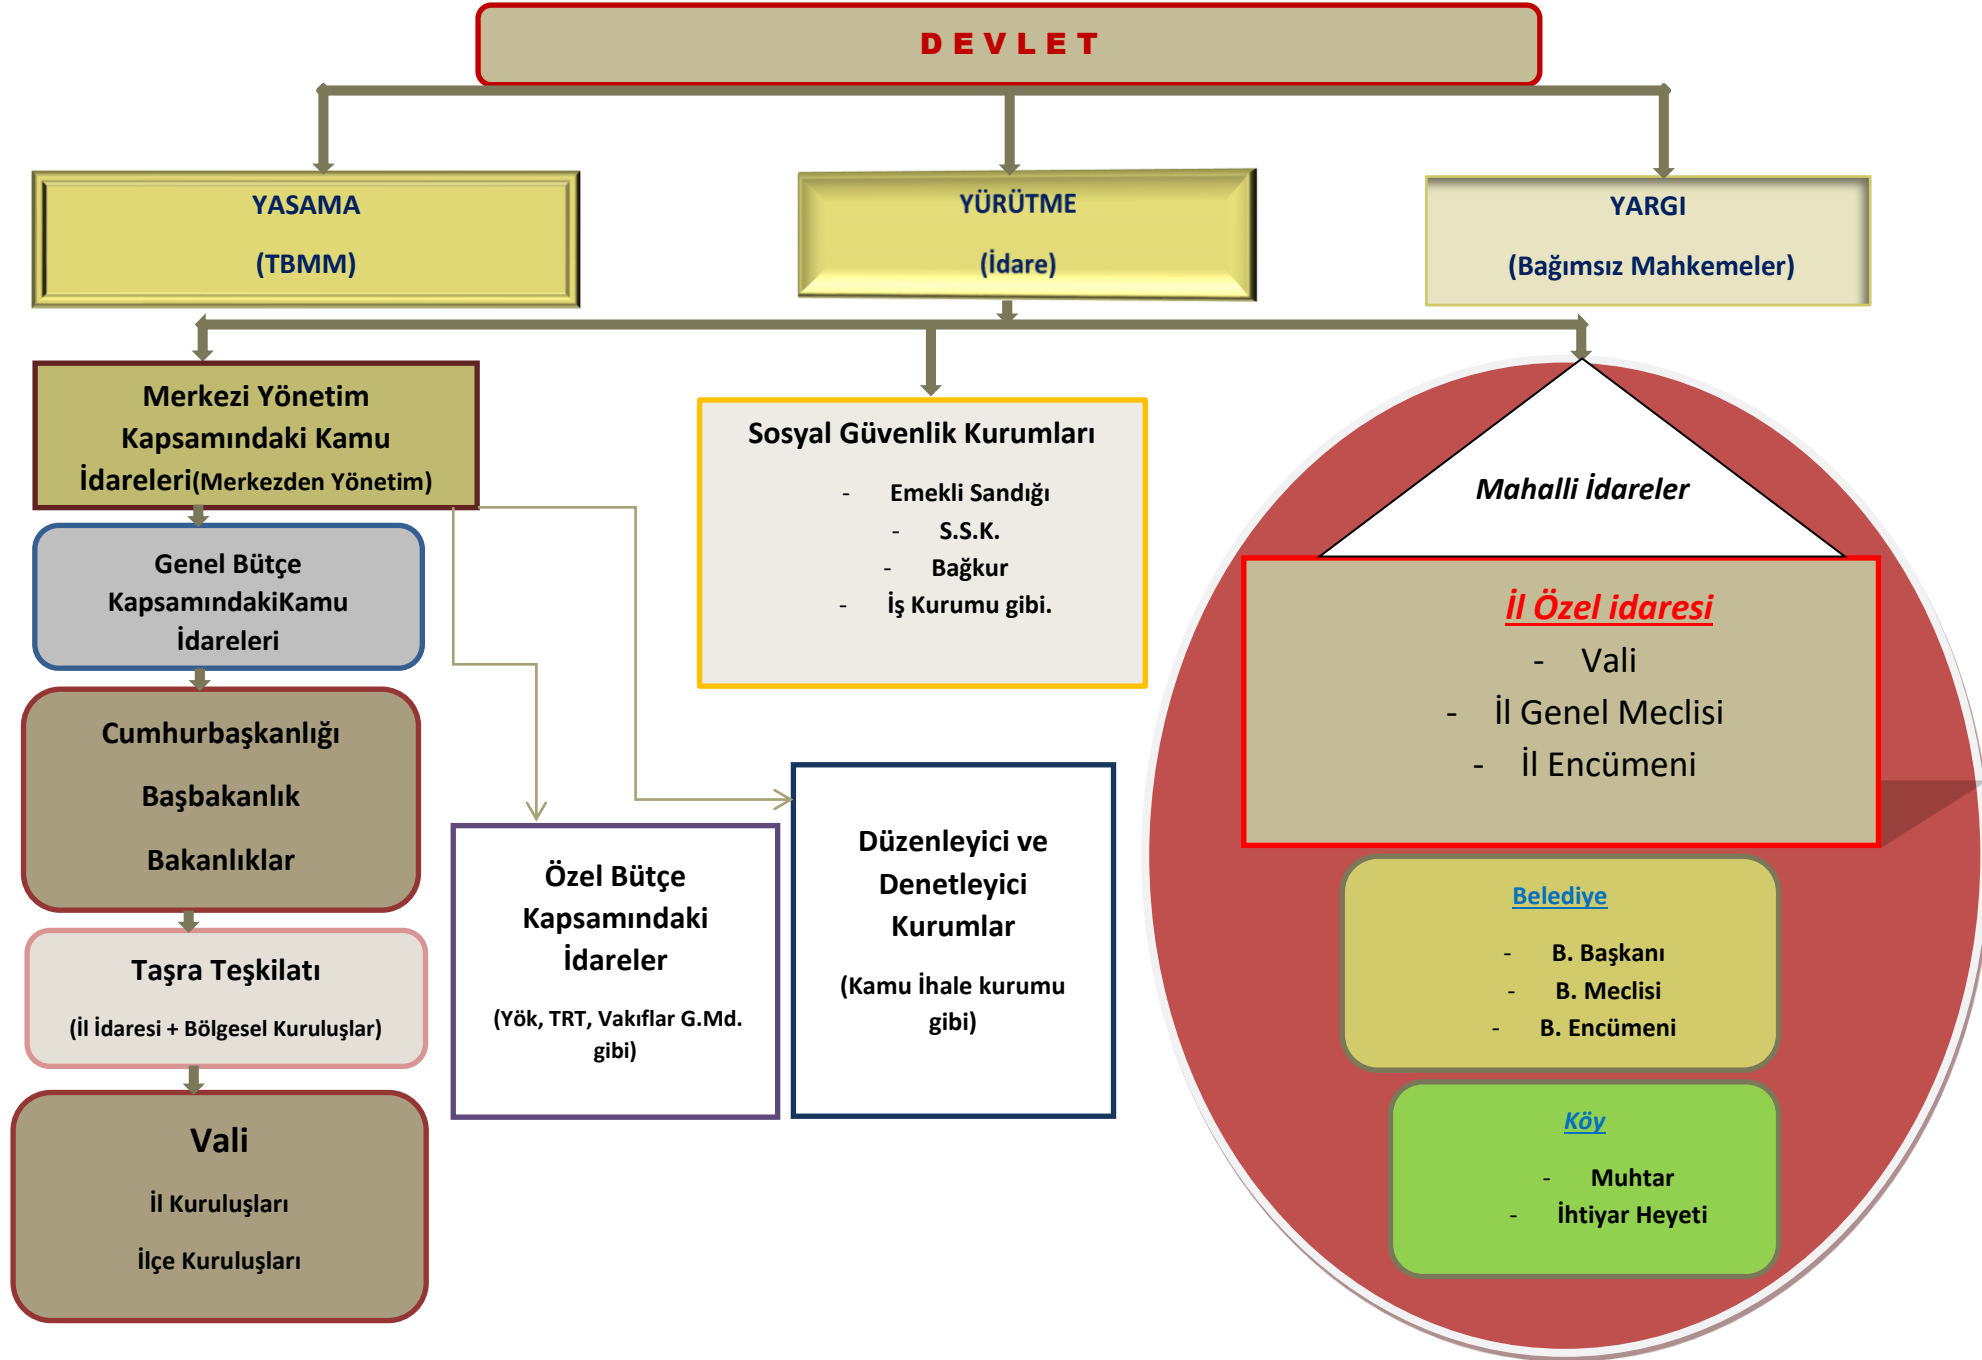 D E V L E T
YASAMA
(TBMM)
YÜRÜTME
(İdare)
YARGI
(Bağımsız Mahkemeler)
Merkezi Yönetim
Kapsamındaki Kamu
İdareleri(Merkezden Yönetim)
Genel Bütçe
KapsamındakiKamu
İdareleri
Cumhurbaşkanlığı
Başbakanlık
Bakanlıklar
Taşra Teşkilatı
(İl İdaresi + Bölgesel Kuruluşlar)
Vali
İl Kuruluşları
İlçe Kuruluşları
Özel Bütçe
Kapsamındaki
İdareler
(Yök, TRT, Vakıflar G.Md.
gibi)
Düzenleyici ve
Denetleyici
Kurumlar
(Kamu İhale kurumu
gibi)
Sosyal Güvenlik Kurumları
- Emekli Sandığı
- S.S.K.
- Bağkur
- İş Kurumu gibi.
Mahalli İdareler
İl Özel idaresi
- Vali
- İl Genel Meclisi
- İl Encümeni
Belediye
- B. Başkanı
- B. Meclisi
- B. Encümeni
Köy
- Muhtar
- İhtiyar Heyeti